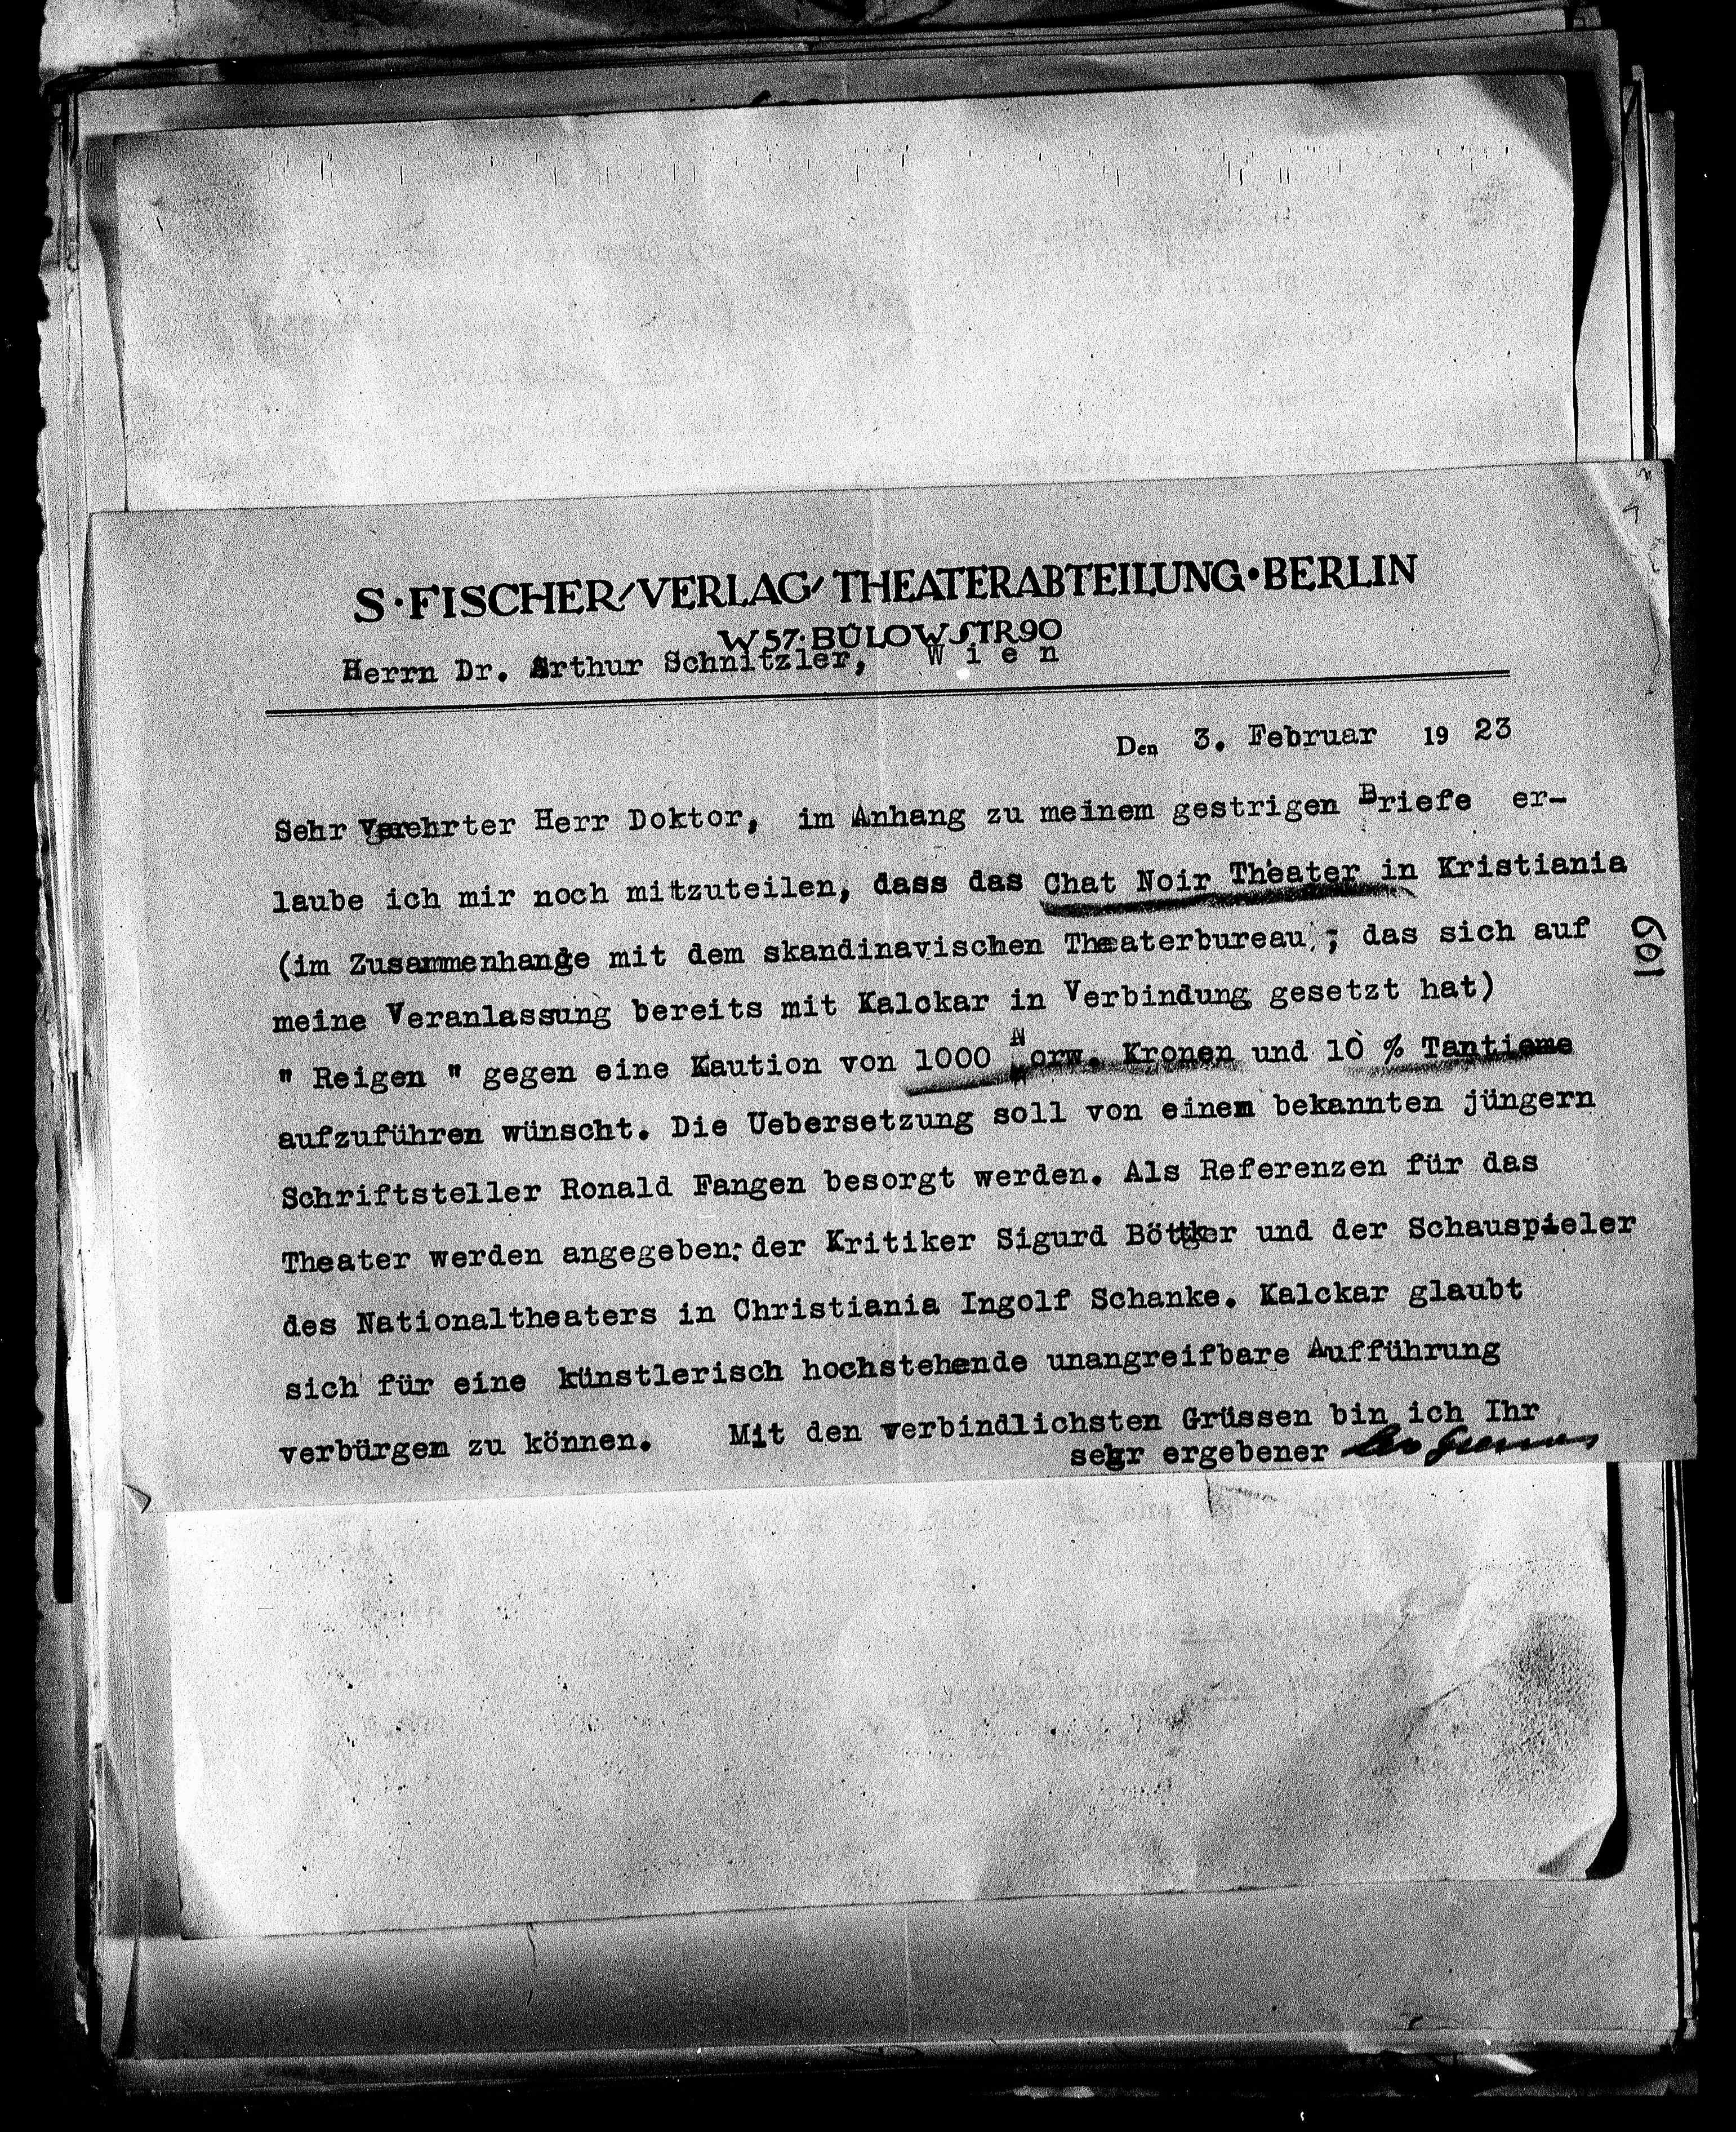 S·FISCHER/VERLAG/THEATERABTEILUNG·BERLIN
W57·BÜLOWSTR90
Herrn Dr. Arthur Schnitzler, W i e n
Den 3. Februar 19 23
Sehr verehrter Herr Doktor, im Anhang zu meinem gestrigen Briefe er-
laube ich mir noch mitzuteilen, dass das Chat Noir Theater in Kristiania
(im Zusammenhange mit dem skandinavischen Theaterbureau, das sich auf
meine Veranlassung bereits mit Kalckar in Verbindung gesetzt hat)
" Reigen " gegen eine Kaution von 1000 Norw. Kronen und 10 % Tantieme
aufzuführen wünscht. Die Uebersetzung soll von einem bekannten jüngern
Schriftsteller Ronald Fangen besorgt werden. Als Referenzen für das
Theater werden angegeben: der Kritiker Sigurd Böttger und der Schauspieler
des Nationaltheaters in Christiania Ingolf Schanke. Kalckar glaubt
sich für eine künstlerisch hochstehende unangreifbare Aufführung
verbürgen zu können. Mit den verbindlichsten Grüssen bin ich Ihr
sehr ergebener
109